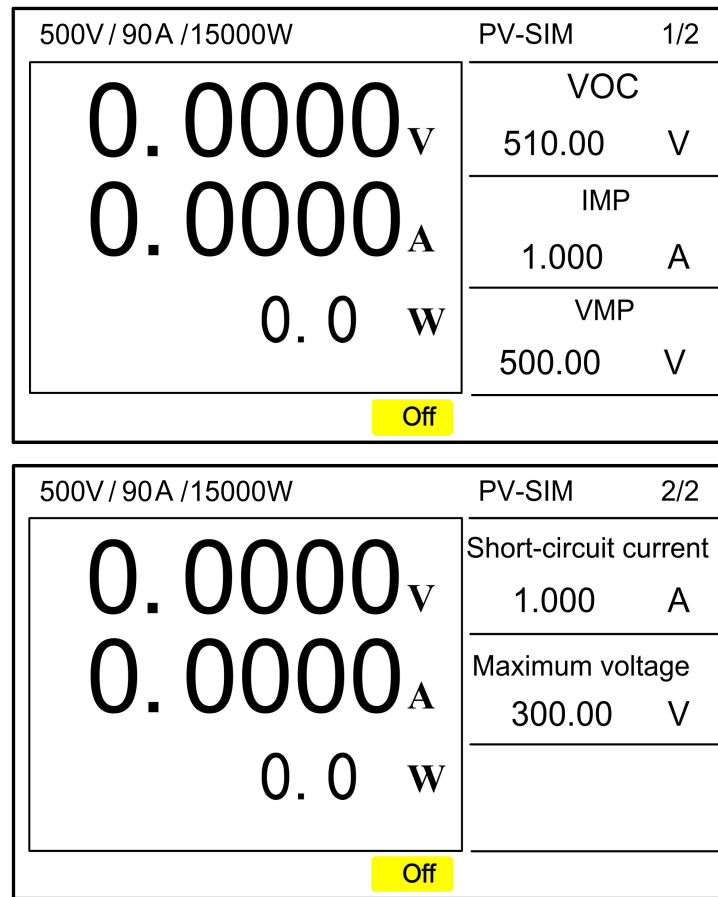 500V / 90A /15000W PV-SIM 1/2
0. 0000 V
0. 0000 A
0. 0 W
VOC
510.00 V
IMP
1.000 A
VMP
500.00 V
Off
500V / 90A /15000W PV-SIM 2/2
0. 0000 V
0. 0000 A
0. 0 W
Short-circuit current
1.000 A
Maximum voltage
300.00 V
Off